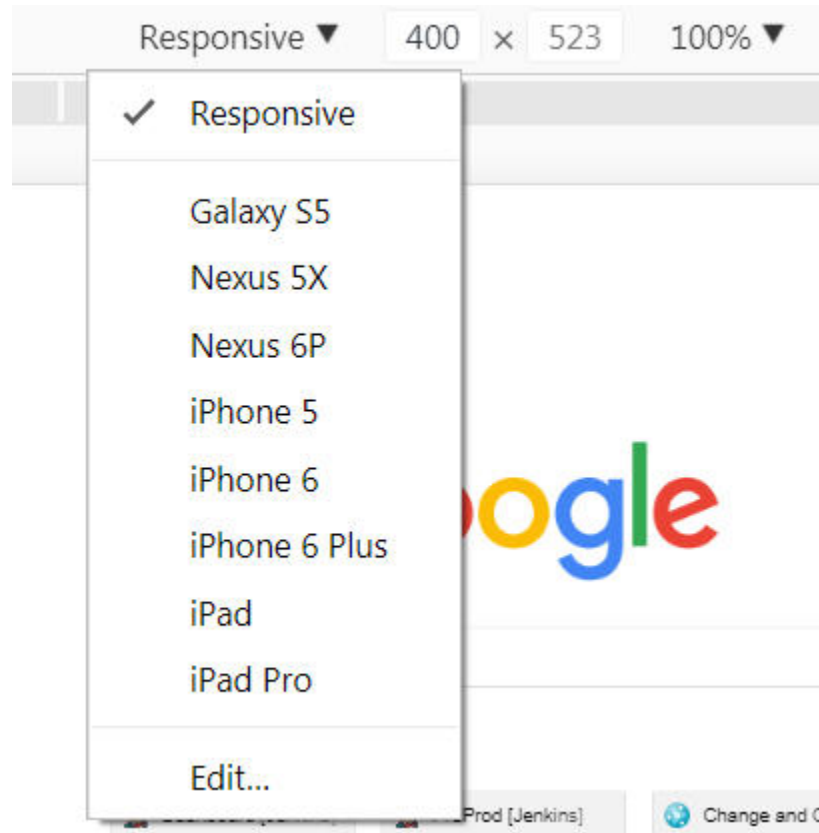 Responsive ▼ 400 × 523 100% ▼
Responsive
Galaxy S5
Nexus 5X
Nexus 6P
iPhone 5
iPhone 6
iPhone 6 Plus
iPad
iPad Pro
ogle
Edit...
Prod [Jenkins] Change and